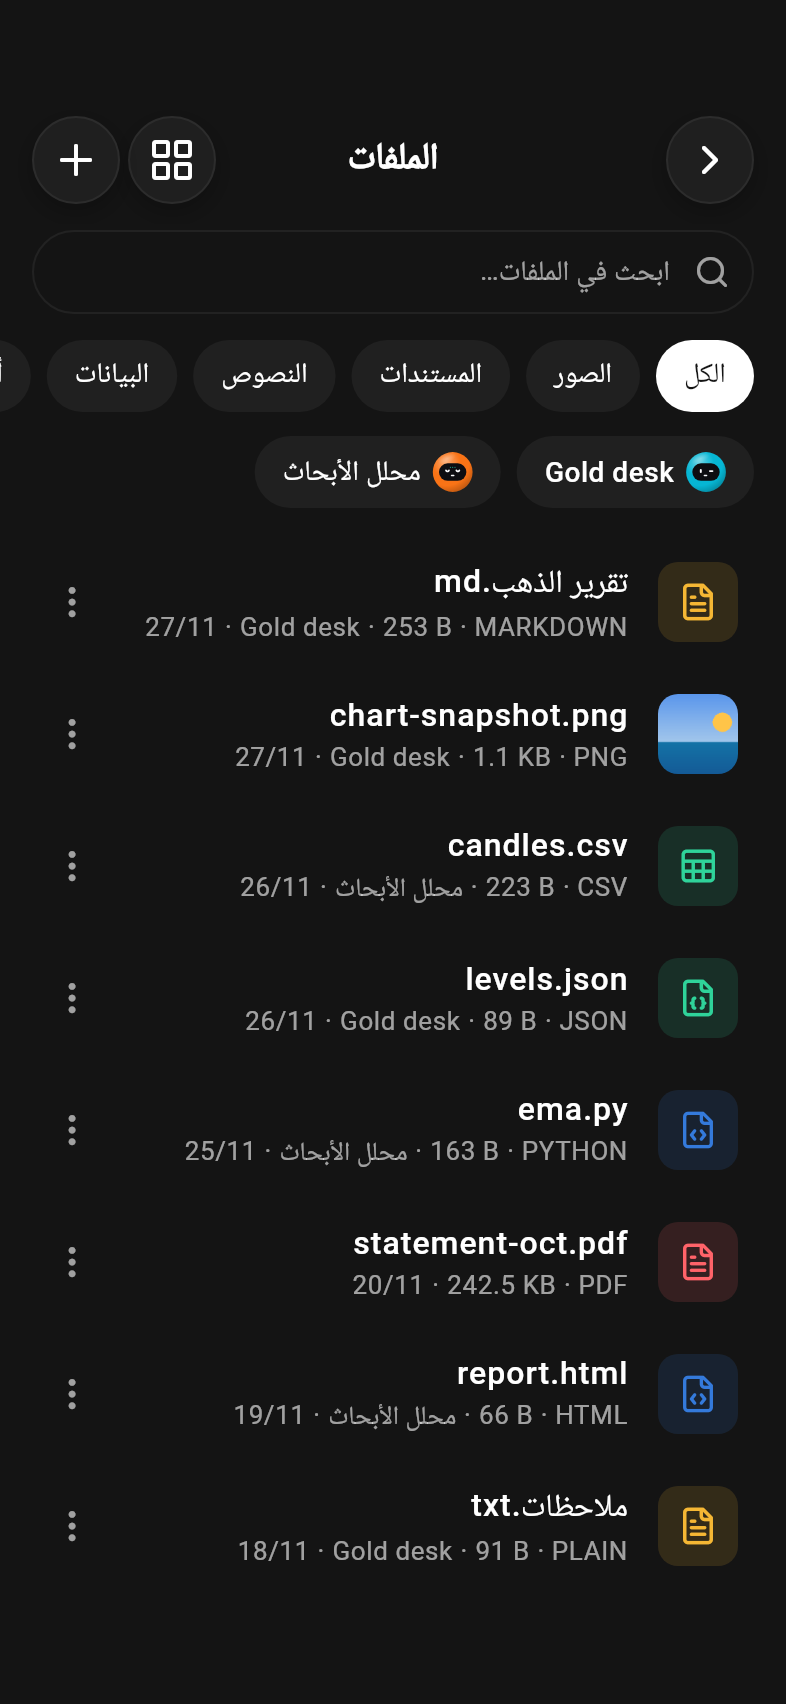 الملفات
ابحث في الملفات...
الكل الصور المستندات النصوص البيانات
Gold desk محلل الأبحاث
تقرير الذهب.md
MARKDOWN · 253 B · Gold desk · 27/11
chart-snapshot.png
PNG · 1.1 KB · Gold desk · 27/11
candles.csv
CSV · 223 B · محلل الأبحاث · 26/11
levels.json
JSON · 89 B · Gold desk · 26/11
ema.py
PYTHON · 163 B · محلل الأبحاث · 25/11
statement-oct.pdf
PDF · 242.5 KB · 20/11
report.html
HTML · 66 B · محلل الأبحاث · 19/11
ملاحظات.txt
PLAIN · 91 B · Gold desk · 18/11